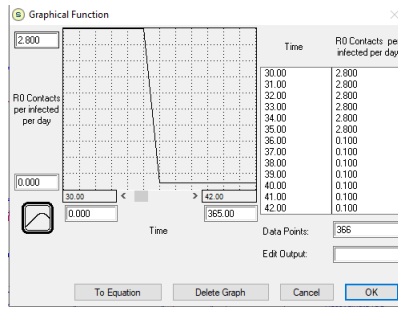 Graphical Function
2.800
R0 Contacts
per infected
per day
0.000
30.00 < > 42.00
0.000 365.00
Time
Time R0 Contacts per
infected per day
30.00 2.800
31.00 2.800
32.00 2.800
33.00 2.800
34.00 2.800
35.00 2.800
36.00 0.100
37.00 0.100
38.00 0.100
39.00 0.100
40.00 0.100
41.00 0.100
42.00 0.100
Data Points: 366
Edit Output:
To Equation Delete Graph Cancel OK